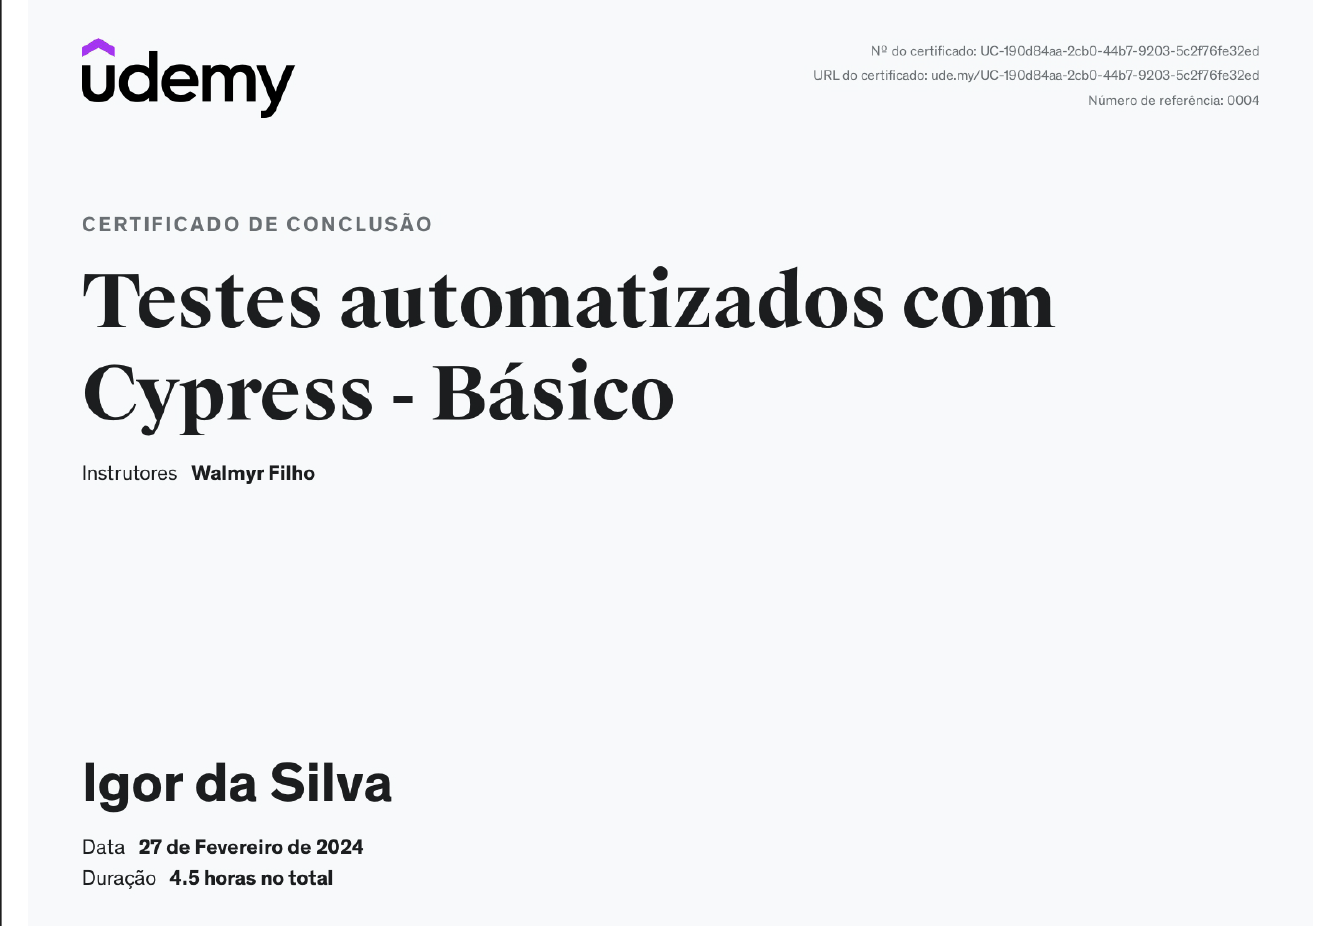 udemy
Nº do certificado: UC-190d84aa-2cb0-44b7-9203-5c2f76fe32ed
URL do certificado: ude.my/UC-190d84aa-2cb0-44b7-9203-5c2f76fe32ed
Número de referência: 0004
CERTIFICADO DE CONCLUSÃO
Testes automatizados com
Cypress - Básico
Instrutores Walmyr Filho
Igor da Silva
Data 27 de Fevereiro de 2024
Duração 4.5 horas no total